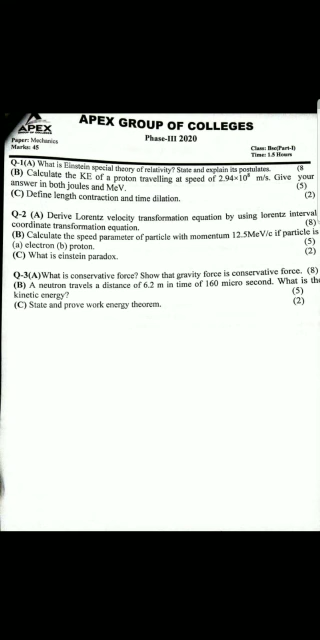 APEX
GROUP OF COLLEGES
APEX GROUP OF COLLEGES
Phase-III 2020
Paper: Mechanics
Marks: 45
Class: Bsc(Part-I)
Time: 1.5 Hours
Q-1(A) What is Einstein special theory of relativity? State and explain its postulates. (8
(B) Calculate the KE of a proton travelling at speed of 2.94×10⁸ m/s. Give your
answer in both joules and MeV. (5)
(C) Define length contraction and time dilation. (2)
Q-2 (A) Derive Lorentz velocity transformation equation by using lorentz interval
coordinate transformation equation. (8)
(B) Calculate the speed parameter of particle with momentum 12.5MeV/c if particle is
(a) electron (b) proton. (5)
(C) What is einstein paradox. (2)
Q-3(A)What is conservative force? Show that gravity force is conservative force. (8)
(B) A neutron travels a distance of 6.2 m in time of 160 micro second. What is the
kinetic energy? (5)
(C) State and prove work energy theorem. (2)